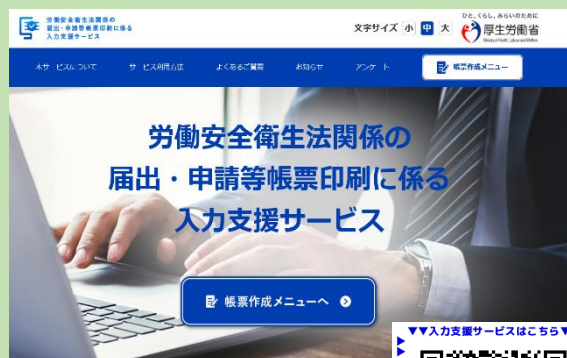 労働安全衛生法関係の
届出・申請等帳票印刷に係る
入力支援サービス
文字サイズ 小 中 大
ひと、くらし、みらいのために
厚生労働省
Ministry of Health, Labour and Welfare
本サービスについて サービス利用方法 よくあるご質問 お知らせ アンケート 帳票作成メニュー
労働安全衛生法関係の
届出・申請等帳票印刷に係る
入力支援サービス
帳票作成メニューへ
▼▼入力支援サービスはこちら▼